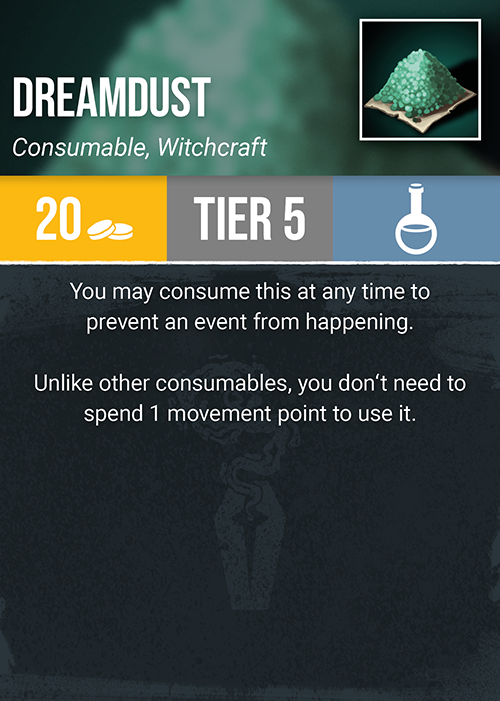 DREAMDUST
Consumable, Witchcraft
20
TIER 5
You may consume this at any time to
prevent an event from happening.
Unlike other consumables, you don‘t need to
spend 1 movement point to use it.